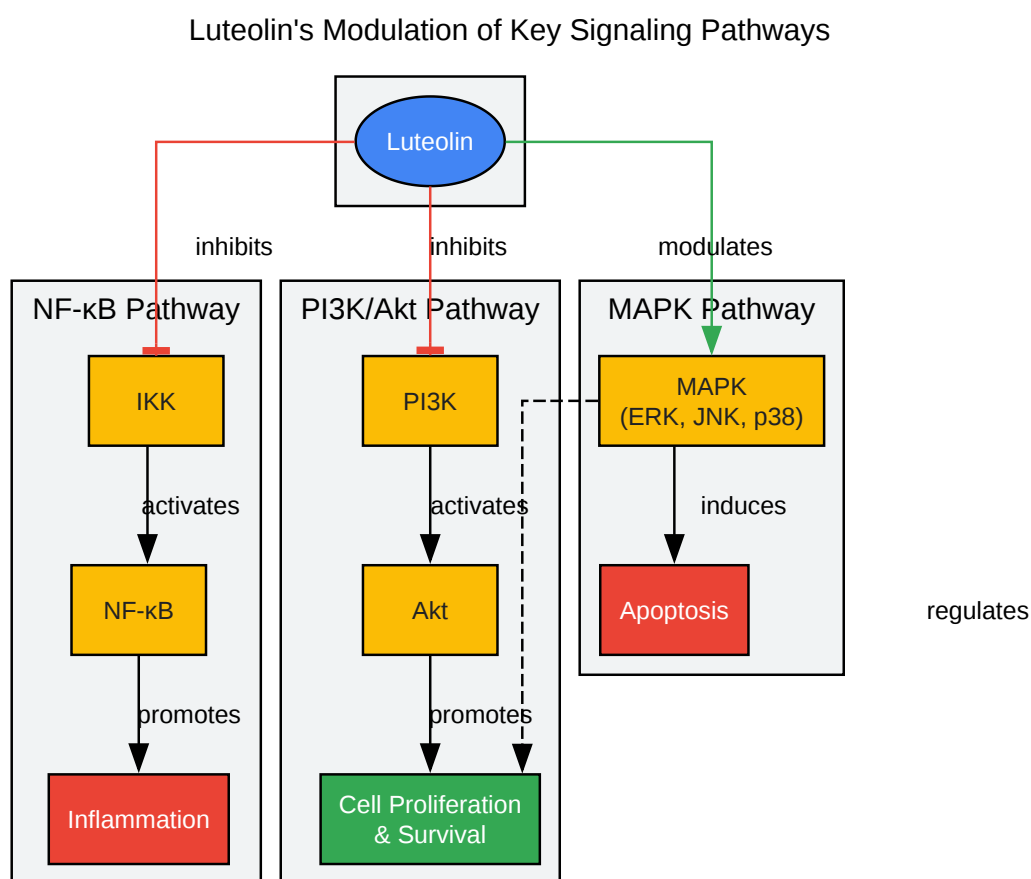 Luteolin's Modulation of Key Signaling Pathways
Luteolin
inhibits
inhibits
modulates
NF-κB Pathway
PI3K/Akt Pathway
MAPK Pathway
IKK
PI3K
MAPK
(ERK, JNK, p38)
activates
activates
induces
NF-κB
Akt
Apoptosis
regulates
promotes
promotes
Inflammation
Cell Proliferation
& Survival